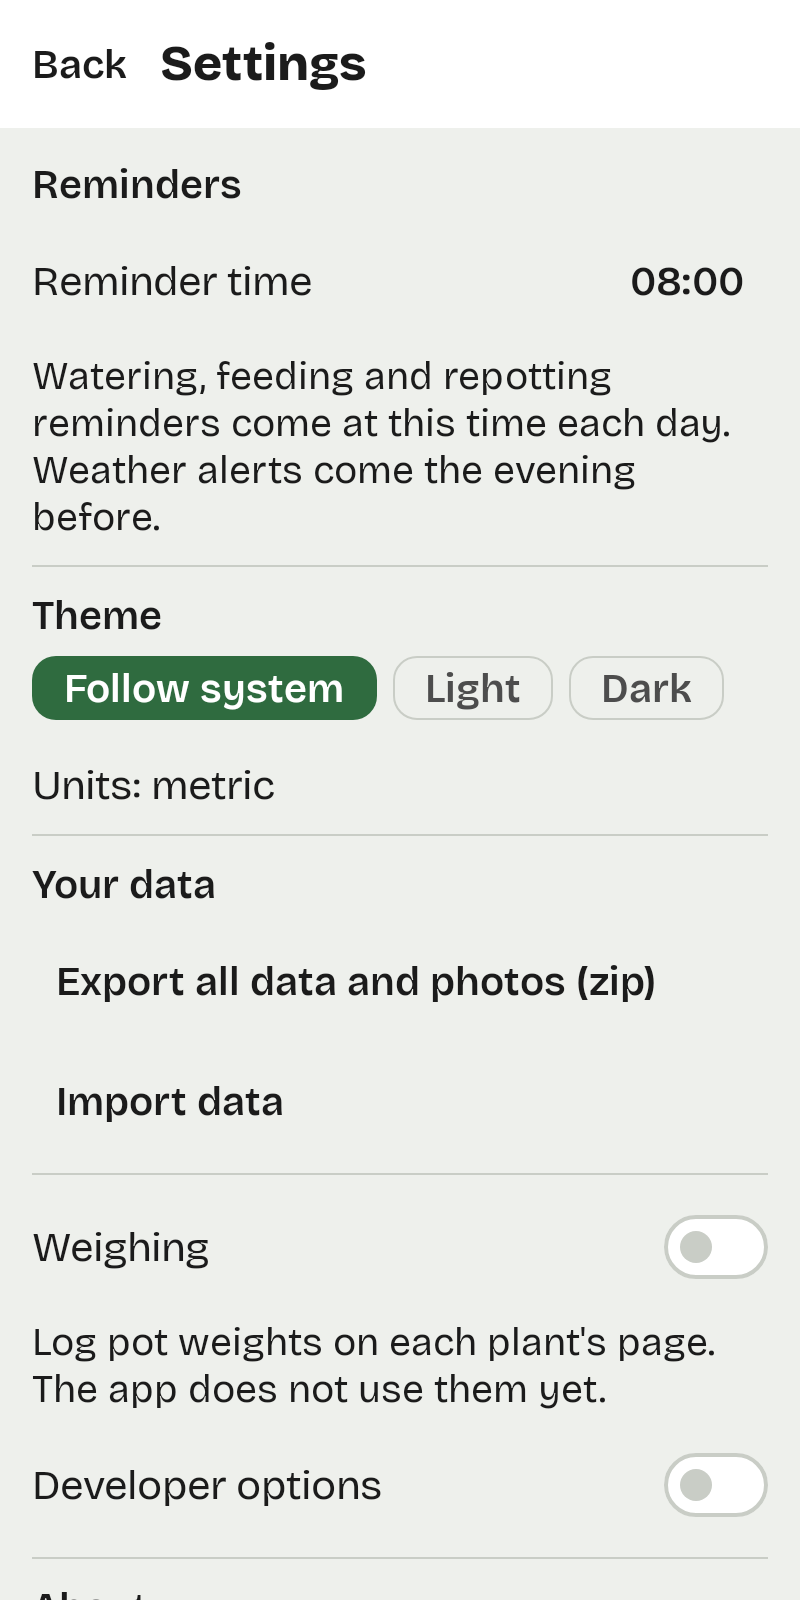 Back Settings
Reminders
Reminder time 08:00
Watering, feeding and repotting
reminders come at this time each day.
Weather alerts come the evening
before.
Theme
Follow system Light Dark
Units: metric
Your data
Export all data and photos (zip)
Import data
Weighing
Log pot weights on each plant's page.
The app does not use them yet.
Developer options